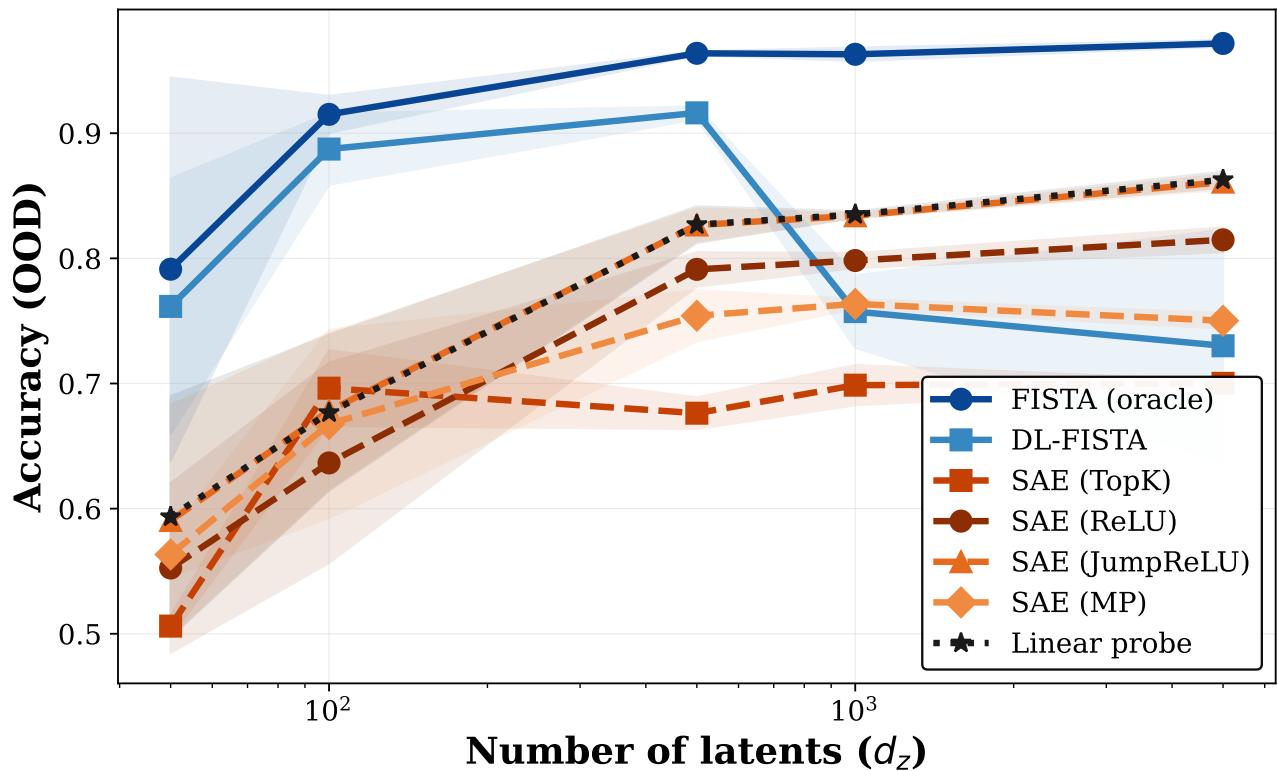 Accuracy (OOD)
0.9
0.8
0.7
0.6
0.5
FISTA (oracle)
DL-FISTA
SAE (TopK)
SAE (ReLU)
SAE (JumpReLU)
SAE (MP)
Linear probe
10²
10³
Number of latents (d_z)